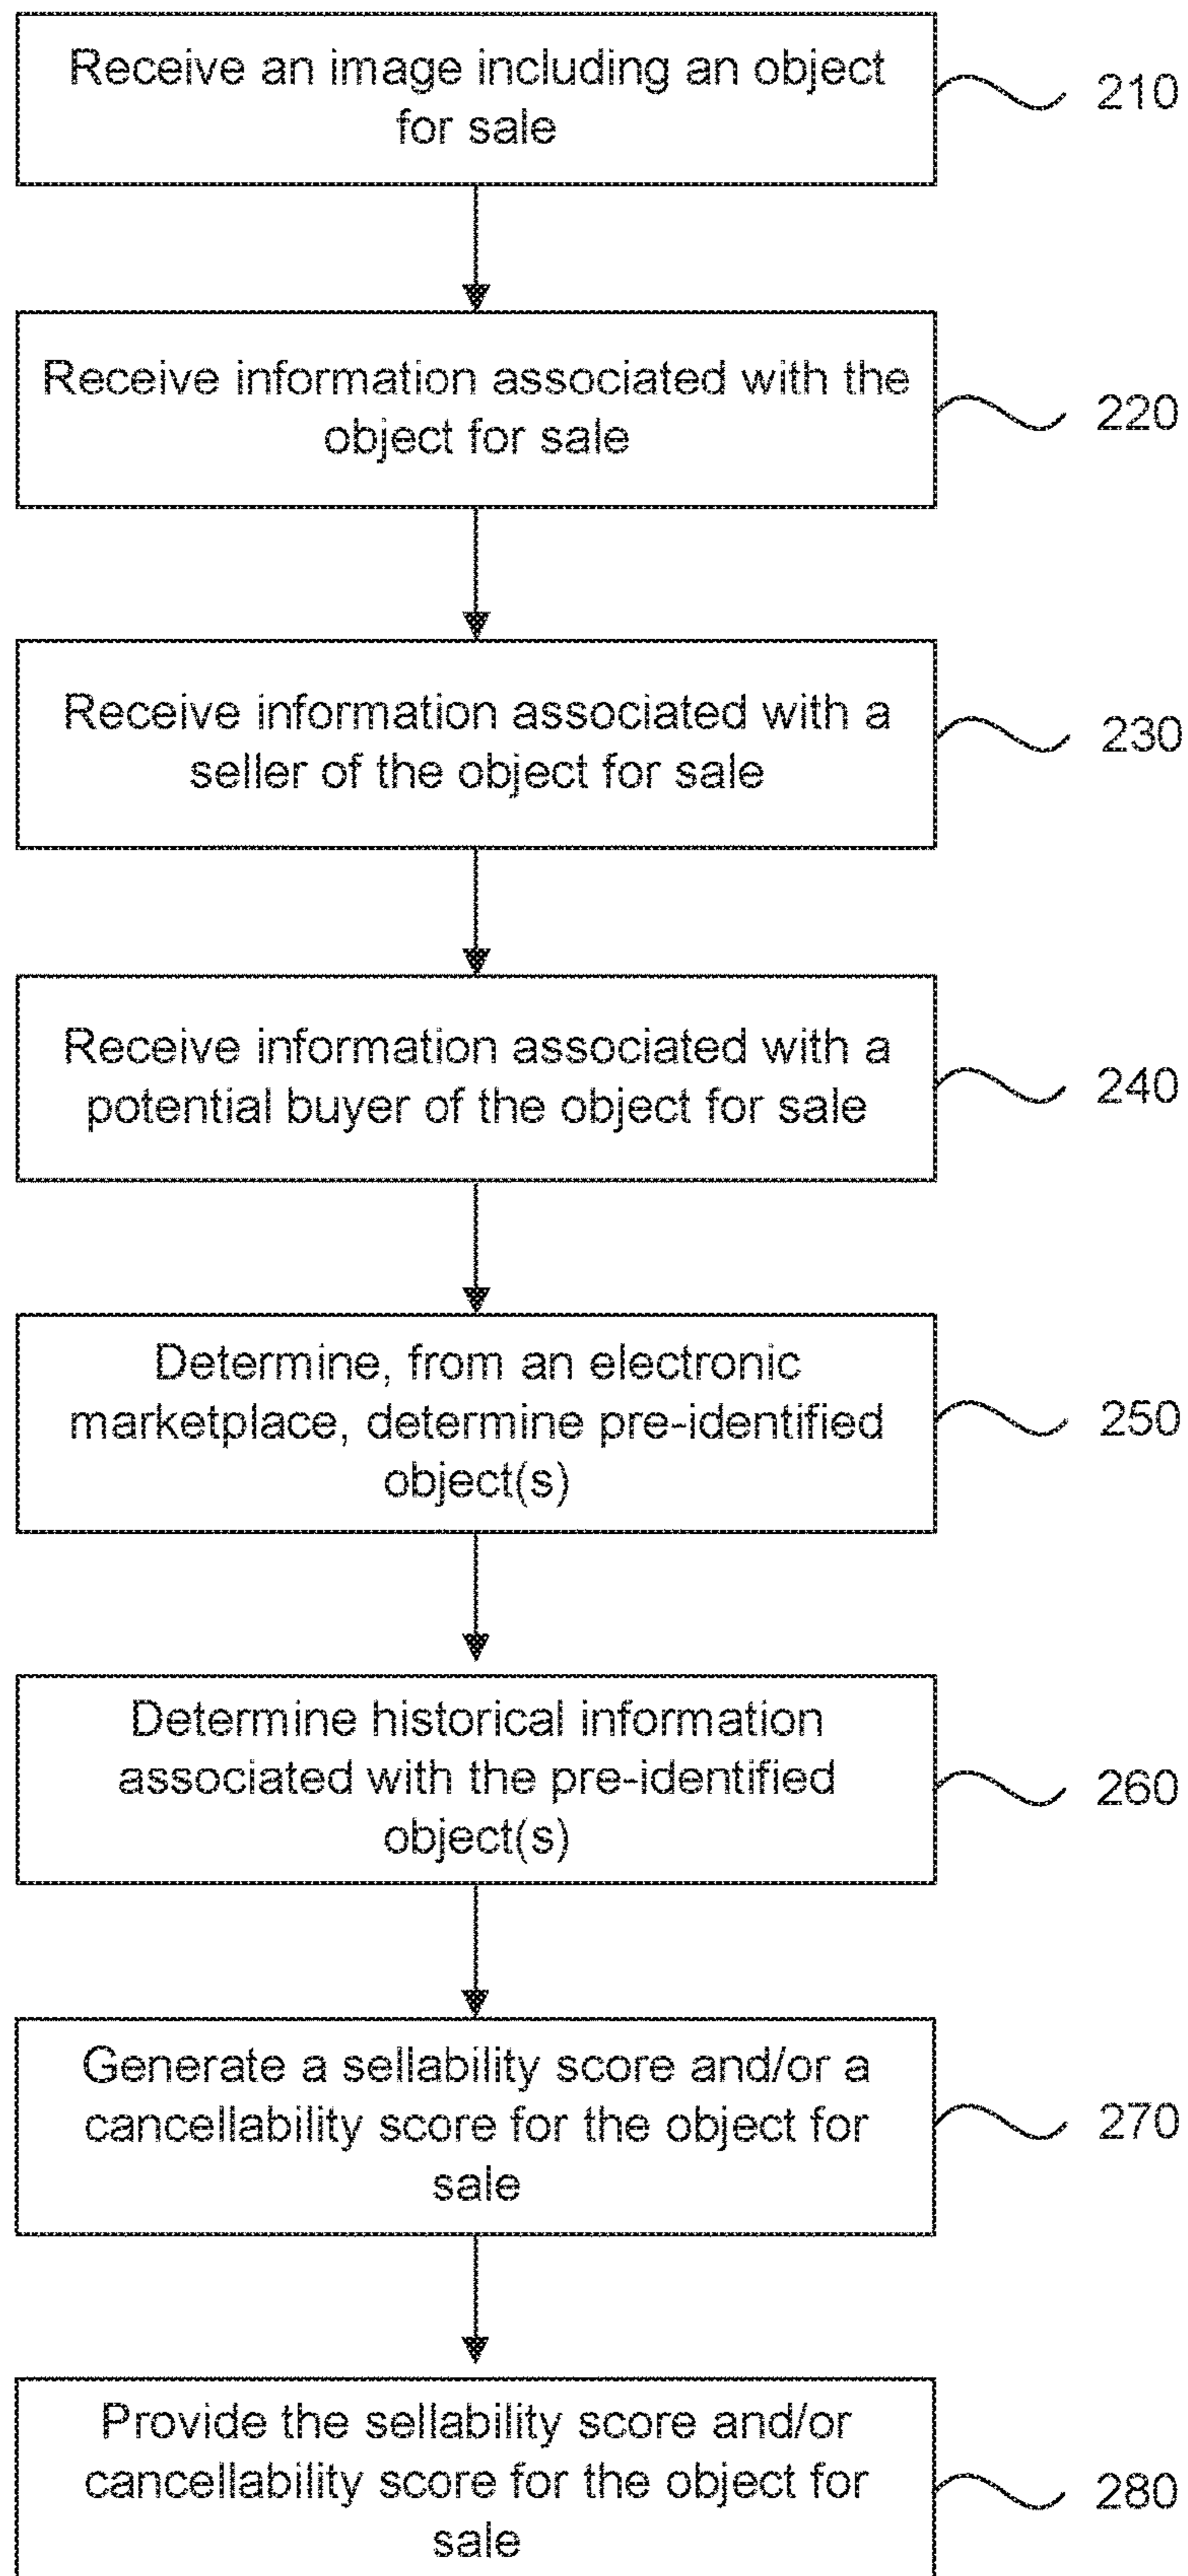 Receive an image including an object
for sale
210
Receive information associated with the
object for sale
220
Receive information associated with a
seller of the object for sale
230
Receive information associated with a
potential buyer of the object for sale
240
Determine, from an electronic
marketplace, determine pre-identified
object(s)
250
Determine historical information
associated with the pre-identified
object(s)
260
Generate a sellability score and/or a
cancellability score for the object for
sale
270
Provide the sellability score and/or
cancellability score for the object for
sale
280